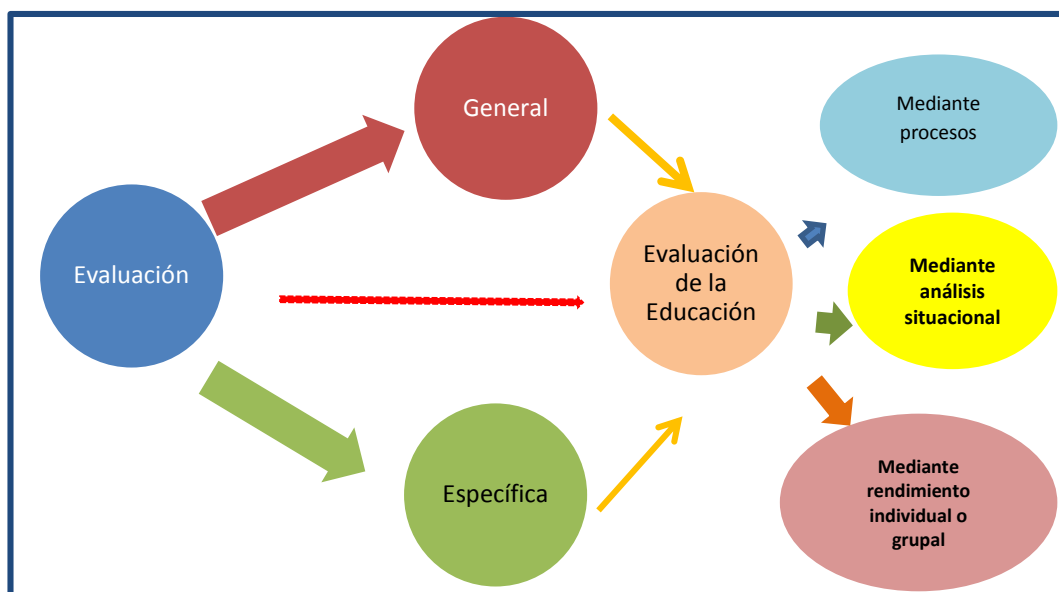 General
Mediante
procesos
Evaluación
Evaluación
de la
Educación
Mediante
análisis
situacional
Específica
Mediante
rendimiento
individual o
grupal